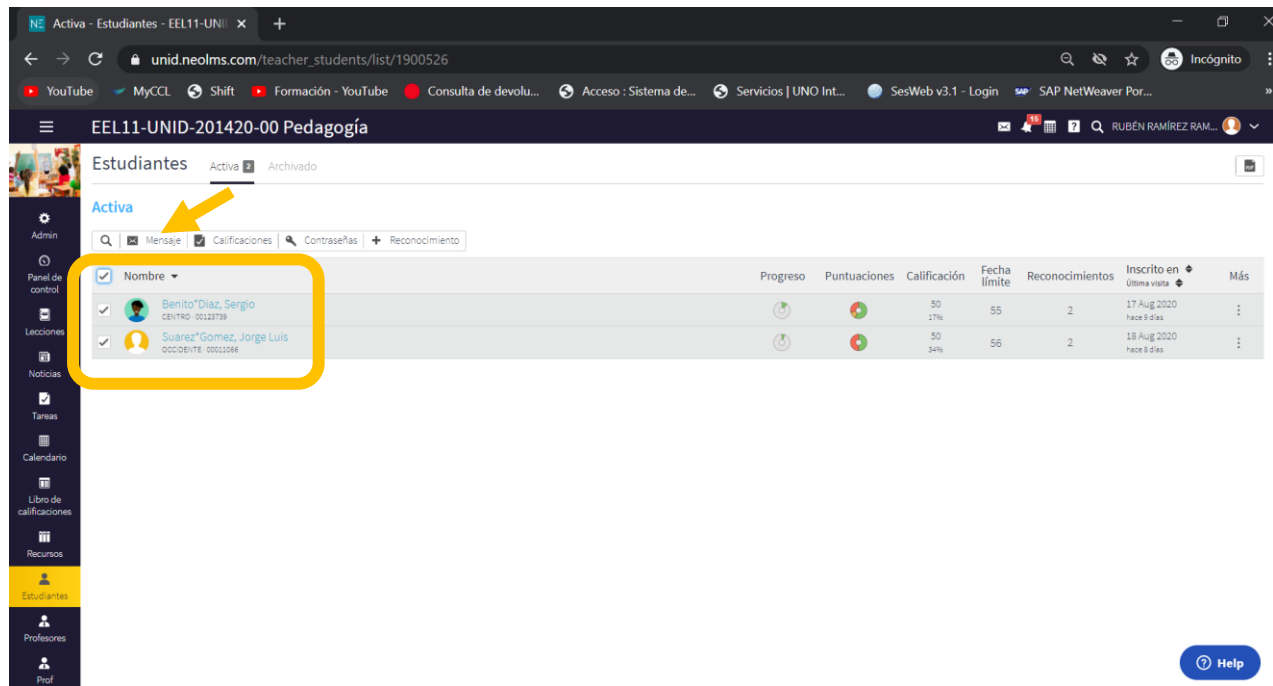 NE Activa - Estudiantes - EEL11-UNI
unid.neolms.com/teacher_students/list/1900526
Incógnito
YouTube MyCCL Shift Formación - YouTube Consulta de devolu... Acceso : Sistema de... Servicios | UNO Int... SesWeb v3.1 - Login SAP SAP NetWeaver Por... »
EEL11-UNID-201420-00 Pedagogía
15
?
RUBÉN RAMÍREZ RAM...
Estudiantes Activa 2 Archivado
PDF
Activa
Mensaje Calificaciones Contraseñas + Reconocimiento
Nombre Progreso Puntuaciones Calificación Fecha límite Reconocimientos Inscrito en Última visita Más
Benito*Diaz, Sergio 50 55 2 17 Aug 2020
CENTRO - 00123739 17% hace 9 días
Suarez*Gomez, Jorge Luis 50 56 2 18 Aug 2020
OCCIDENTE - 00011066 34% hace 8 días
Admin
Panel de
control
Lecciones
Noticias
Tareas
Calendario
Libro de
calificaciones
Recursos
Estudiantes
Profesores
Prof
? Help